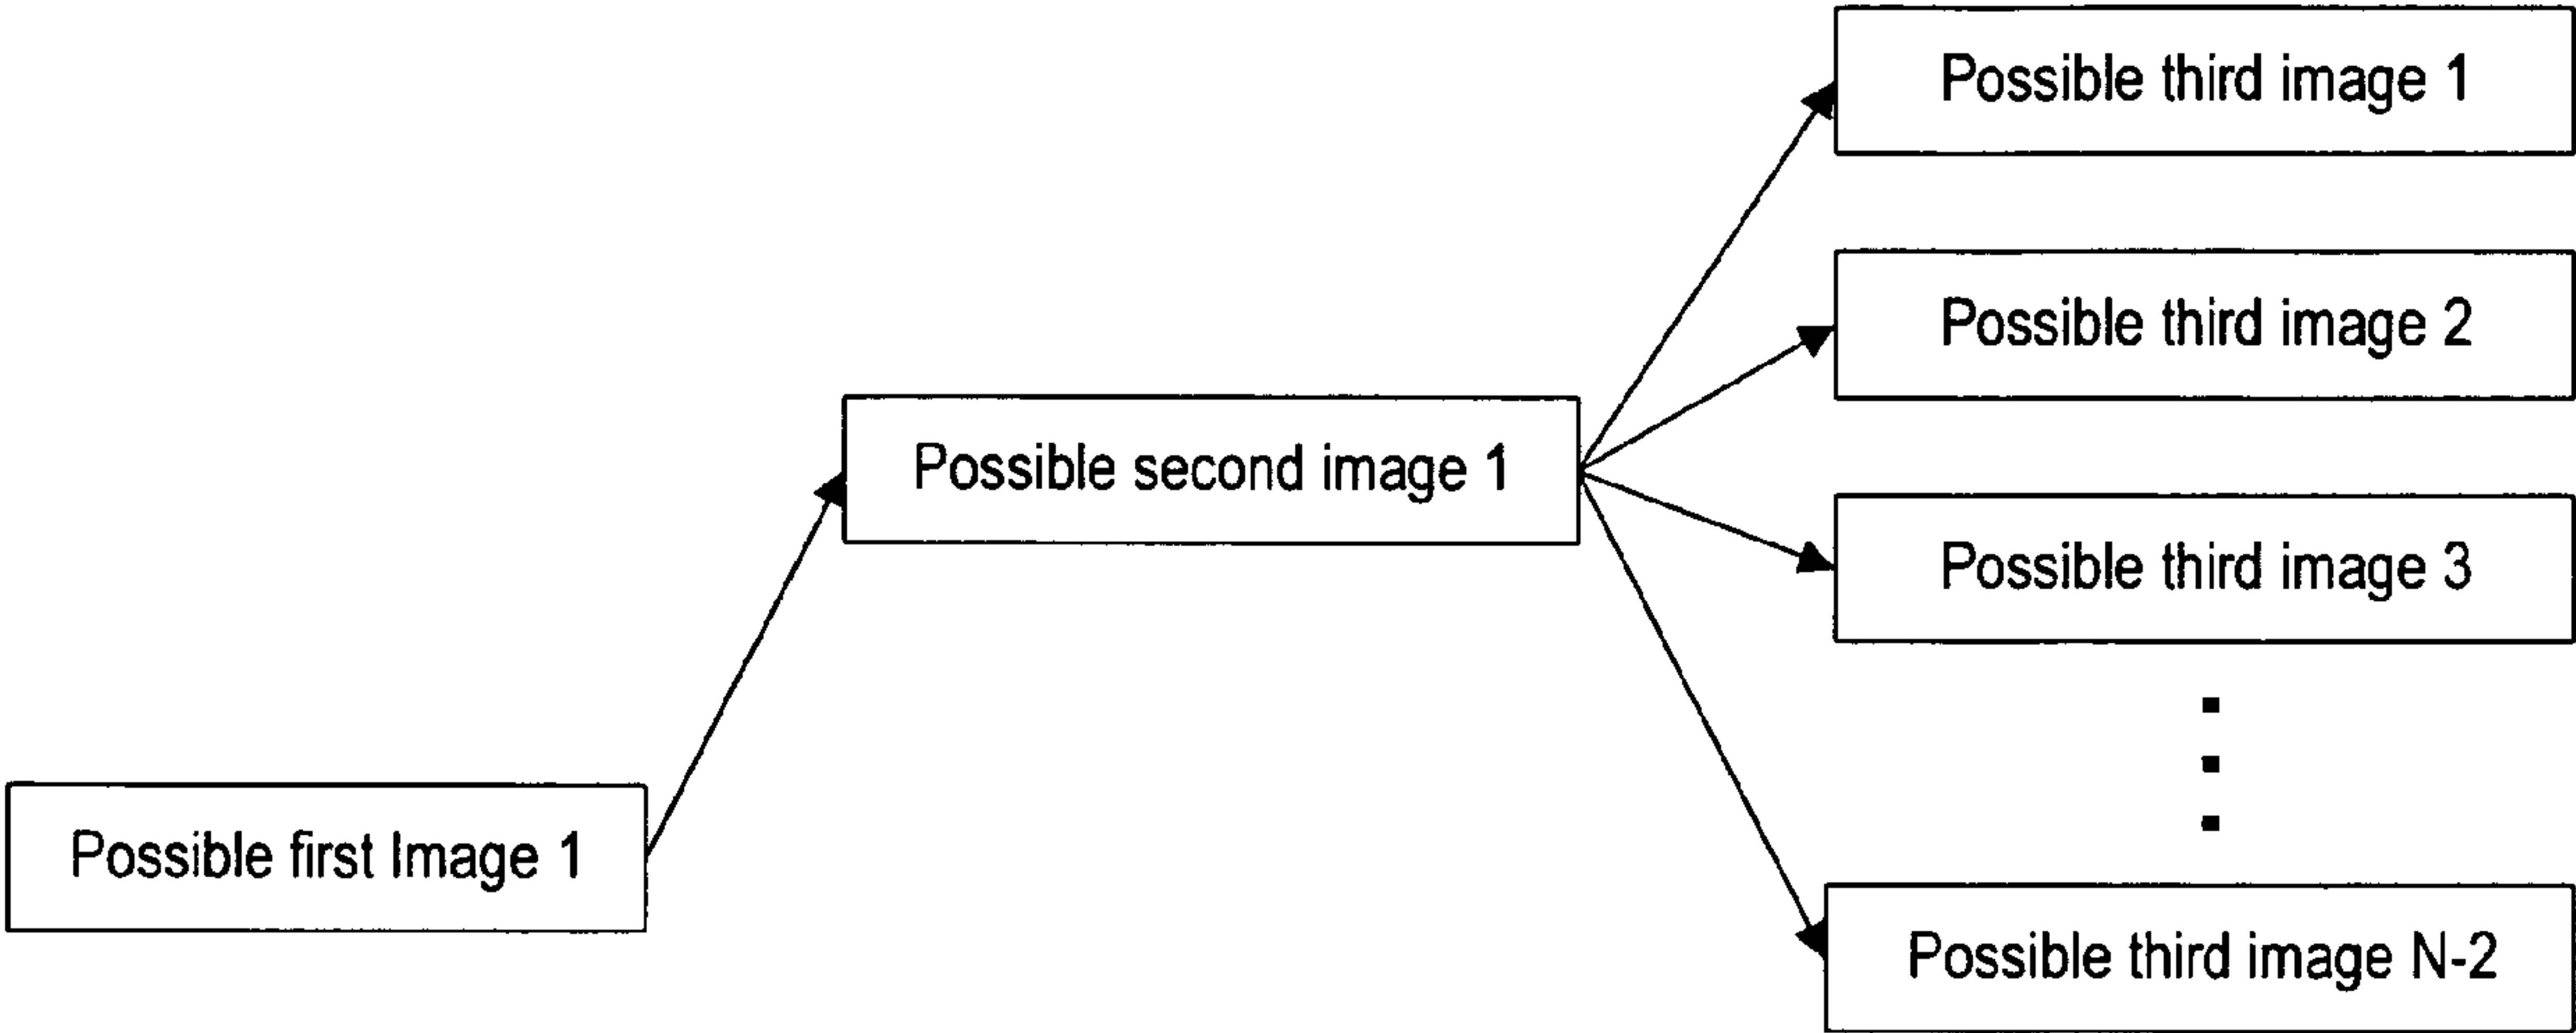 Possible third image 1
Possible third image 2
Possible second image 1
Possible third image 3
Possible first Image 1
Possible third image N-2